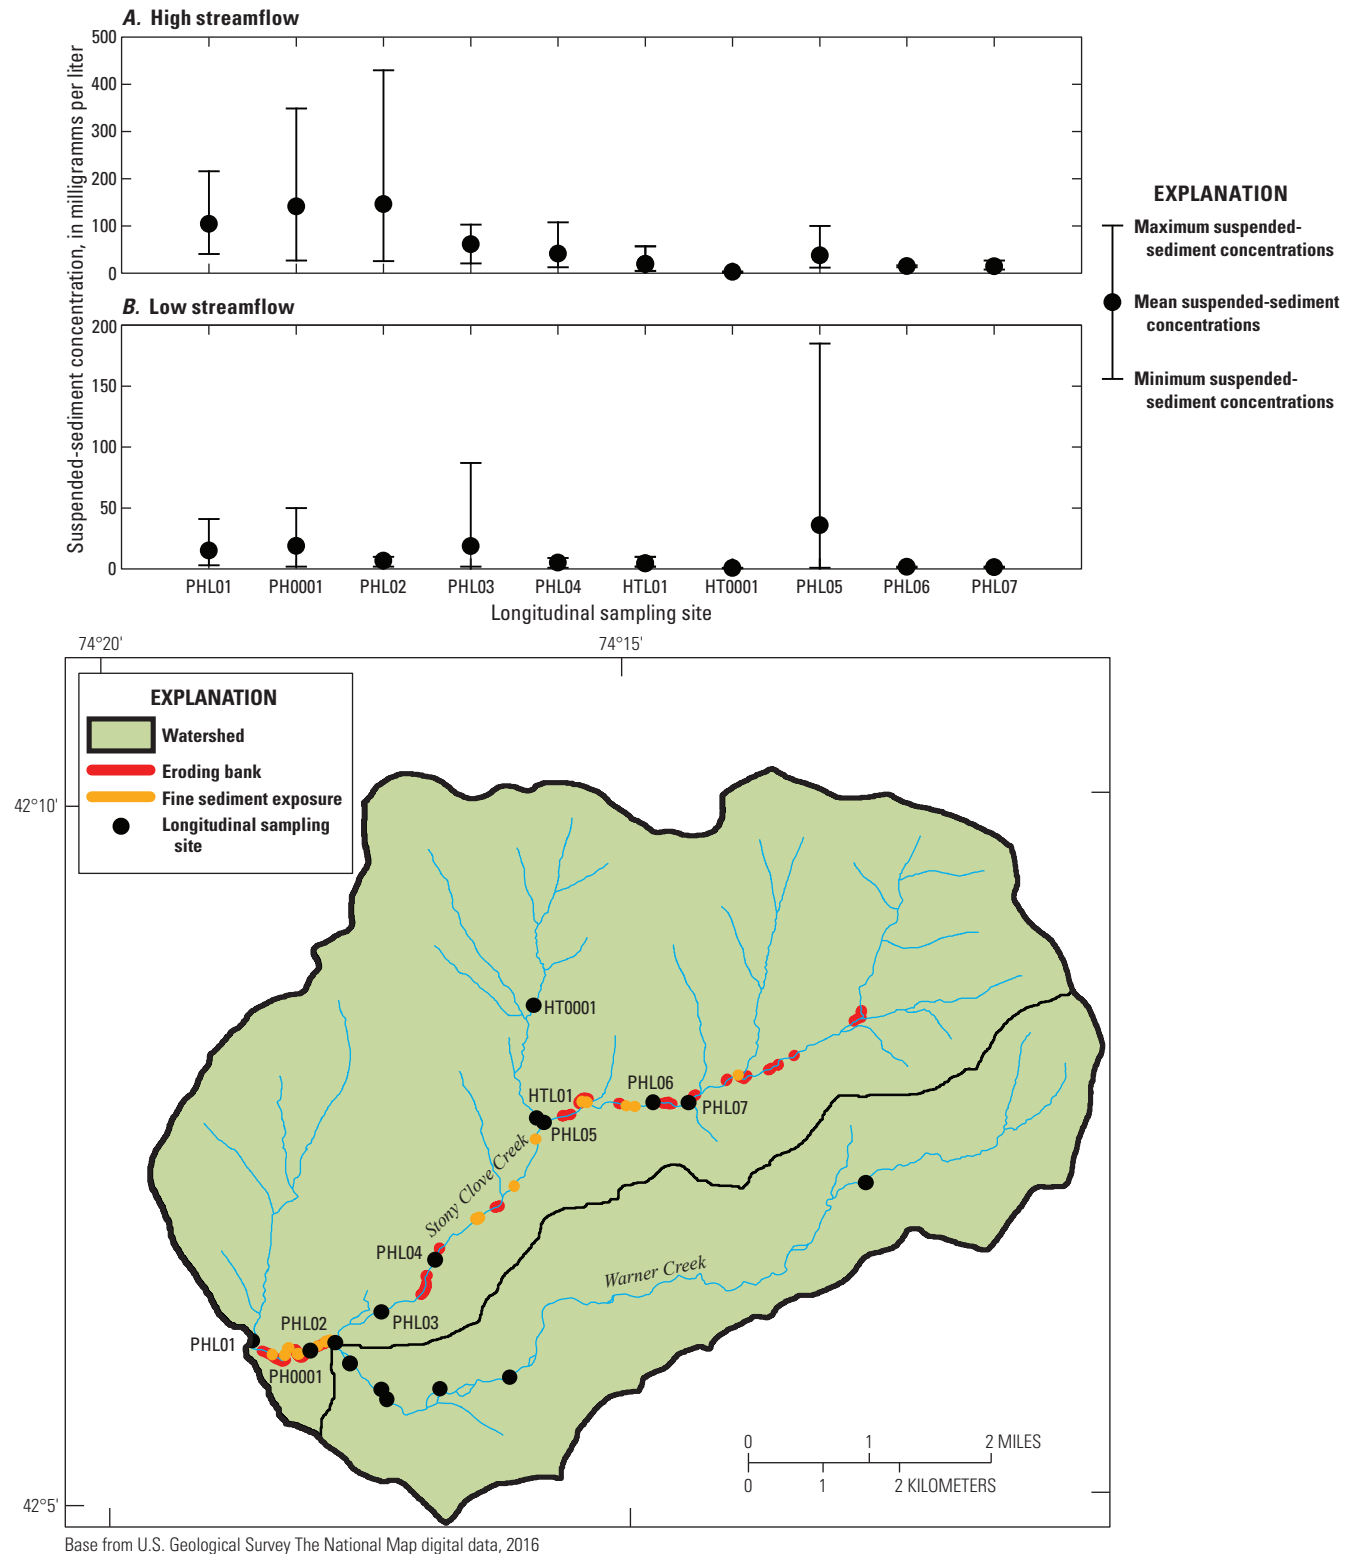 A. High streamflow
500
400
300
200
100
0
B. Low streamflow
200
150
100
50
0
Suspended-sediment concentration, in milligramms per liter
PHL01 PH0001 PHL02 PHL03 PHL04 HTL01 HT0001 PHL05 PHL06 PHL07
Longitudinal sampling site
EXPLANATION
Maximum suspended-
sediment concentrations
Mean suspended-sediment
concentrations
Minimum suspended-
sediment concentrations
74°20' 74°15'
EXPLANATION
Watershed
Eroding bank
Fine sediment exposure
Longitudinal sampling
site
42°10'
HT0001
HTL01
PHL06
PHL07
PHL05
Stony Clove Creek
PHL04
Warner Creek
PHL03
PHL02
PHL01
PH0001
0 1 2 MILES
0 1 2 KILOMETERS
42°5'
Base from U.S. Geological Survey The National Map digital data, 2016